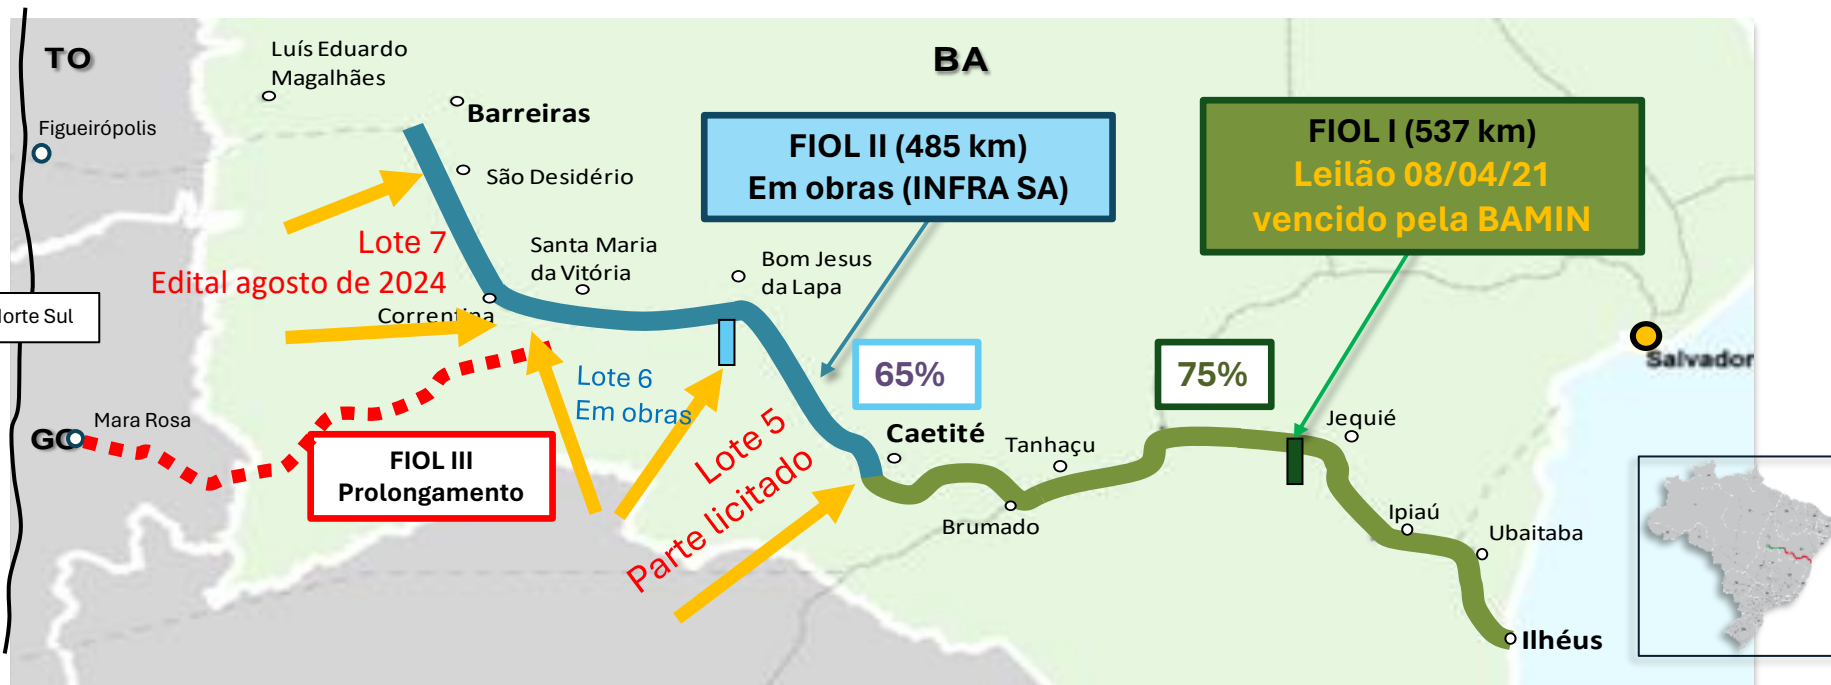 TO
BA
Luís Eduardo
Magalhães
Barreiras
Figueirópolis
São Desidério
FIOL II (485 km)
Em obras (INFRA SA)
FIOL I (537 km)
Leilão 08/04/21
vencido pela BAMIN
Lote 7
Edital agosto de 2024
Santa Maria
da Vitória
Bom Jesus
da Lapa
Correntina
orte Sul
Salvador
65%
75%
Lote 6
Em obras
Mara Rosa
GO
FIOL III
Prolongamento
Lote 5
Parte licitado
Caetité
Tanhaçu
Jequié
Brumado
Ipiaú
Ubaitaba
Ilhéus